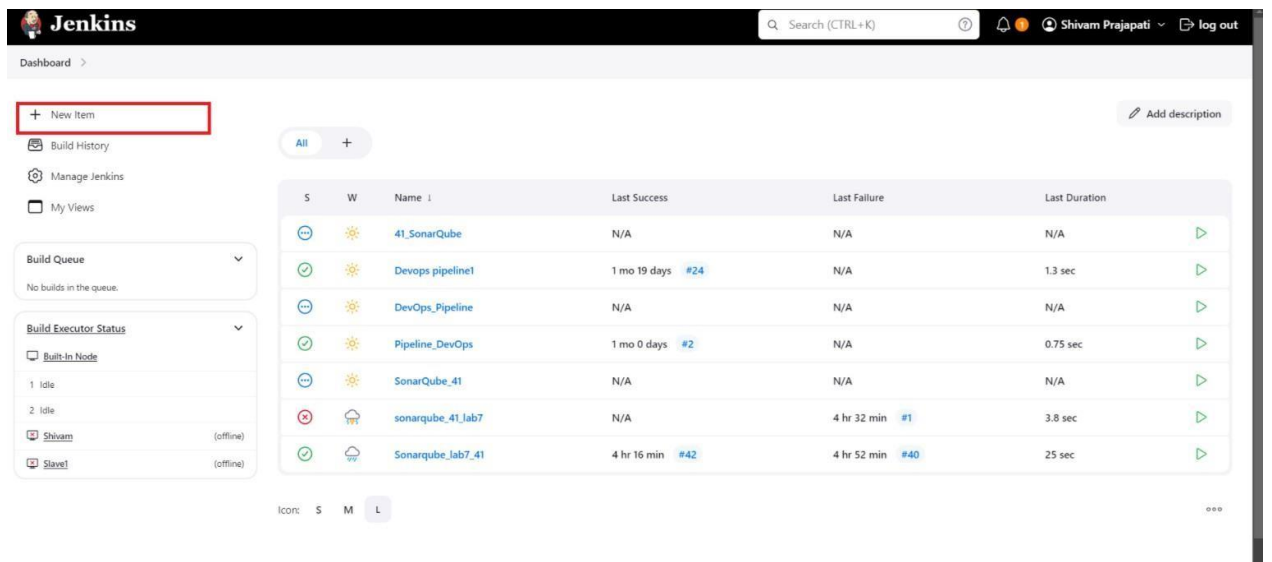 Jenkins
Search (CTRL+K)
1
Shivam Prajapati
log out
Dashboard
New Item
Build History
Manage Jenkins
My Views
Build Queue
No builds in the queue.
Build Executor Status
Built-In Node
1 Idle
2 Idle
Shivam (offline)
Slave1 (offline)
Add description
All +
S W Name ↓ Last Success Last Failure Last Duration
41_SonarQube N/A N/A N/A
Devops pipeline1 1 mo 19 days #24 N/A 1.3 sec
DevOps_Pipeline N/A N/A N/A
Pipeline_DevOps 1 mo 0 days #2 N/A 0.75 sec
SonarQube_41 N/A N/A N/A
sonarqube_41_lab7 N/A 4 hr 32 min #1 3.8 sec
Sonarqube_lab7_41 4 hr 16 min #42 4 hr 52 min #40 25 sec
Icon: S M L